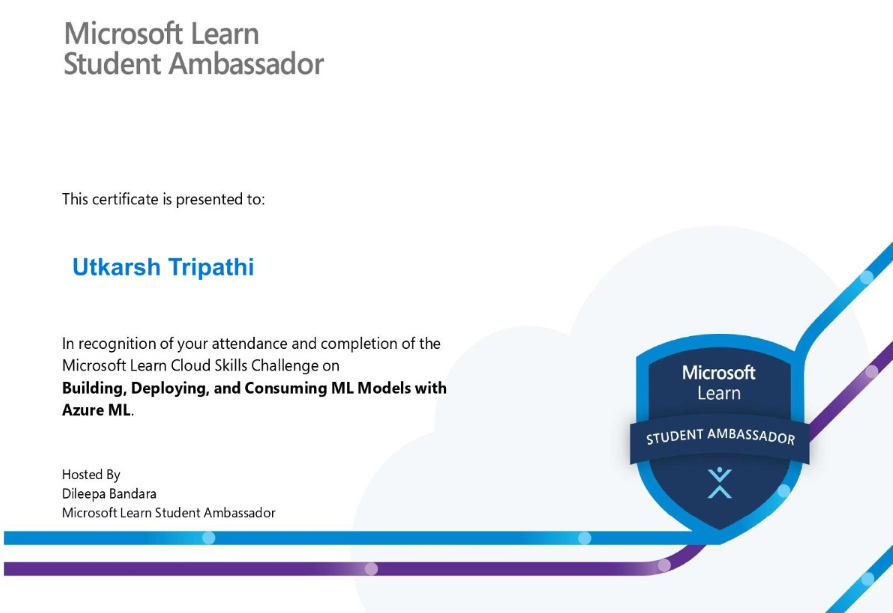 Microsoft Learn
Student Ambassador
This certificate is presented to:
Utkarsh Tripathi
In recognition of your attendance and completion of the
Microsoft Learn Cloud Skills Challenge on
Building, Deploying, and Consuming ML Models with
Azure ML.
Hosted By
Dileepa Bandara
Microsoft Learn Student Ambassador
Microsoft
Learn
STUDENT AMBASSADOR